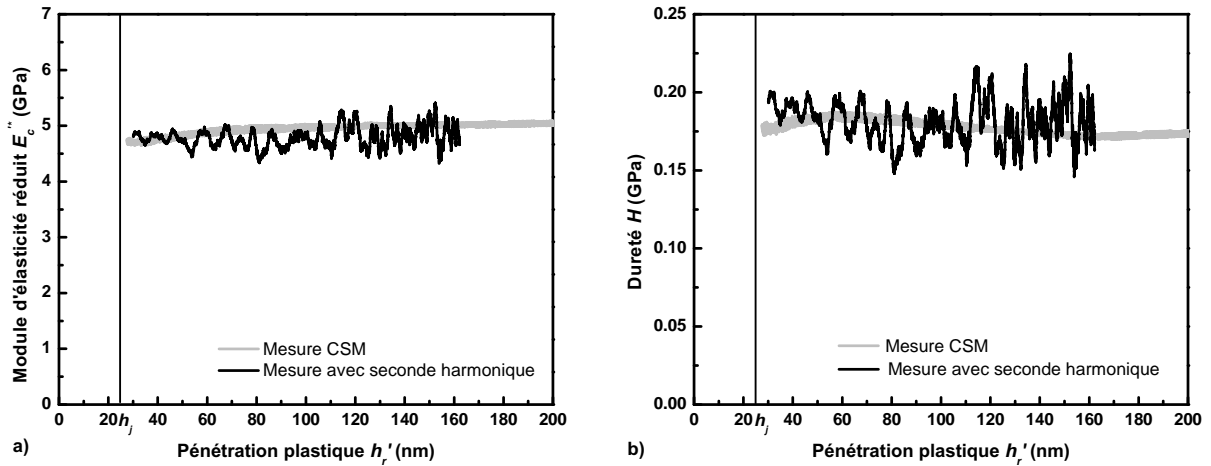 7
6
5
4
3
2
1
0
Module d'élasticité réduit E_c'* (GPa)
Mesure CSM
Mesure avec seconde harmonique
0 20 h_j 40 60 80 100 120 140 160 180 200
Pénétration plastique h_r' (nm)
a)
0.25
0.20
0.15
0.10
0.05
0.00
Dureté H (GPa)
Mesure CSM
Mesure avec seconde harmonique
0 20 h_j 40 60 80 100 120 140 160 180 200
Pénétration plastique h_r' (nm)
b)